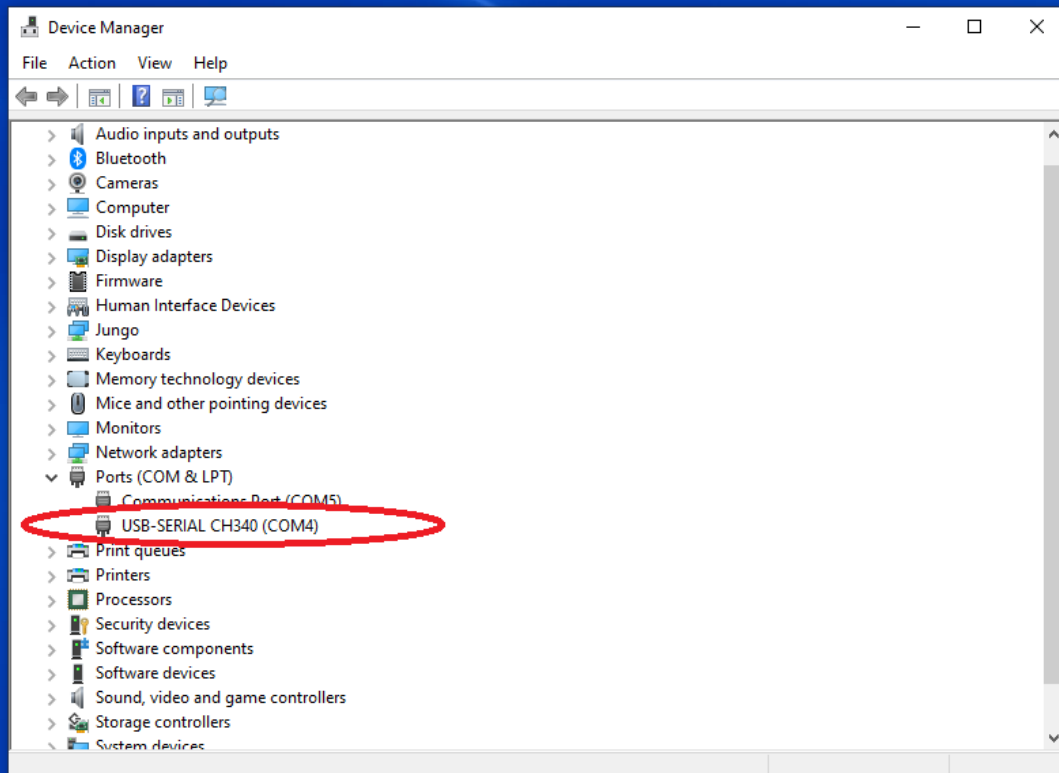 Device Manager
File Action View Help
Audio inputs and outputs
Bluetooth
Cameras
Computer
Disk drives
Display adapters
Firmware
Human Interface Devices
Jungo
Keyboards
Memory technology devices
Mice and other pointing devices
Monitors
Network adapters
Ports (COM & LPT)
Communications Port (COM5)
USB-SERIAL CH340 (COM4)
Print queues
Printers
Processors
Security devices
Software components
Software devices
Sound, video and game controllers
Storage controllers
System devices